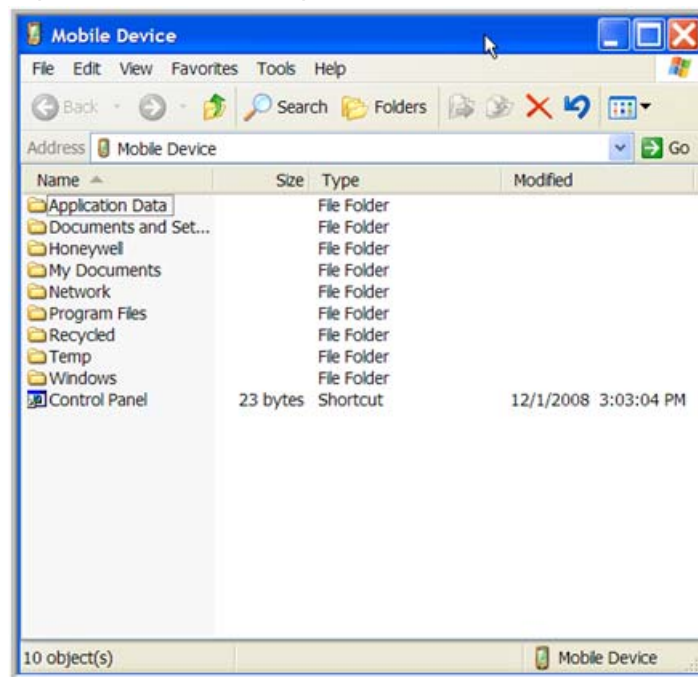 Mobile Device
File Edit View Favorites Tools Help
Back Search Folders
Address Mobile Device Go
Name Size Type Modified
Application Data File Folder
Documents and Set... File Folder
Honeywell File Folder
My Documents File Folder
Network File Folder
Program Files File Folder
Recycled File Folder
Temp File Folder
Windows File Folder
Control Panel 23 bytes Shortcut 12/1/2008 3:03:04 PM
10 object(s) Mobile Device